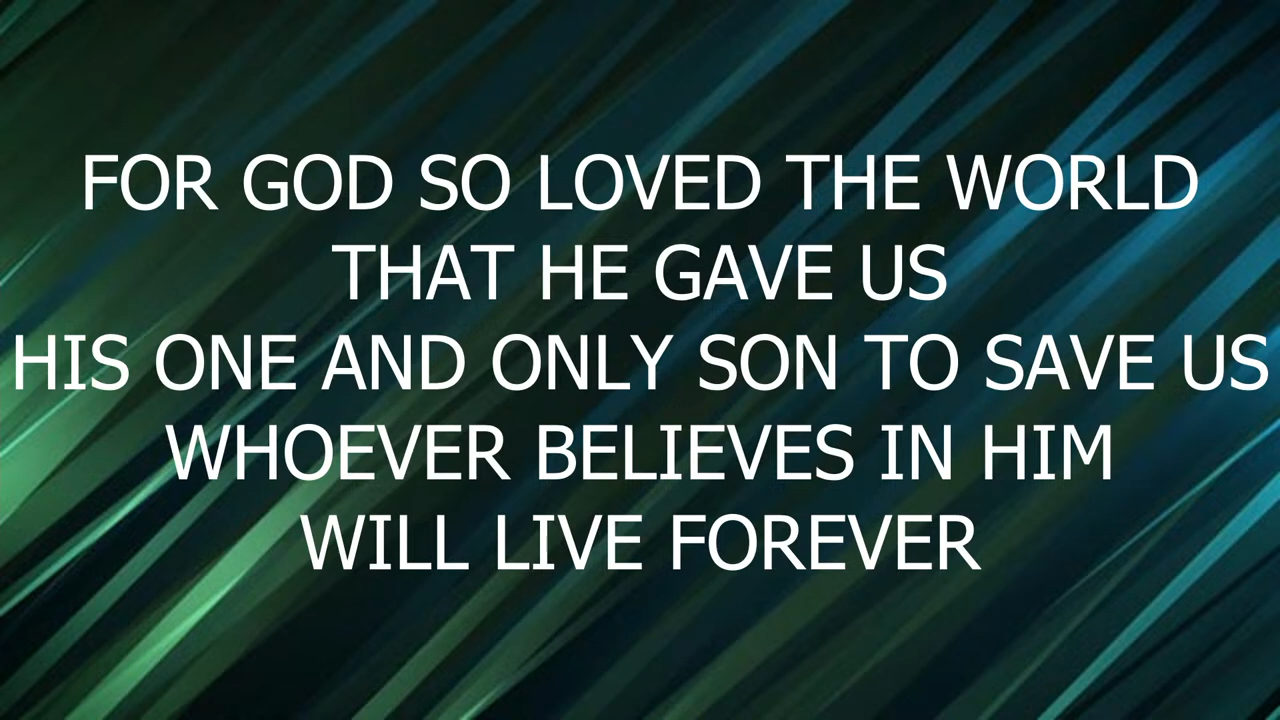 FOR GOD SO LOVED THE WORLD
THAT HE GAVE US
HIS ONE AND ONLY SON TO SAVE US
WHOEVER BELIEVES IN HIM
WILL LIVE FOREVER